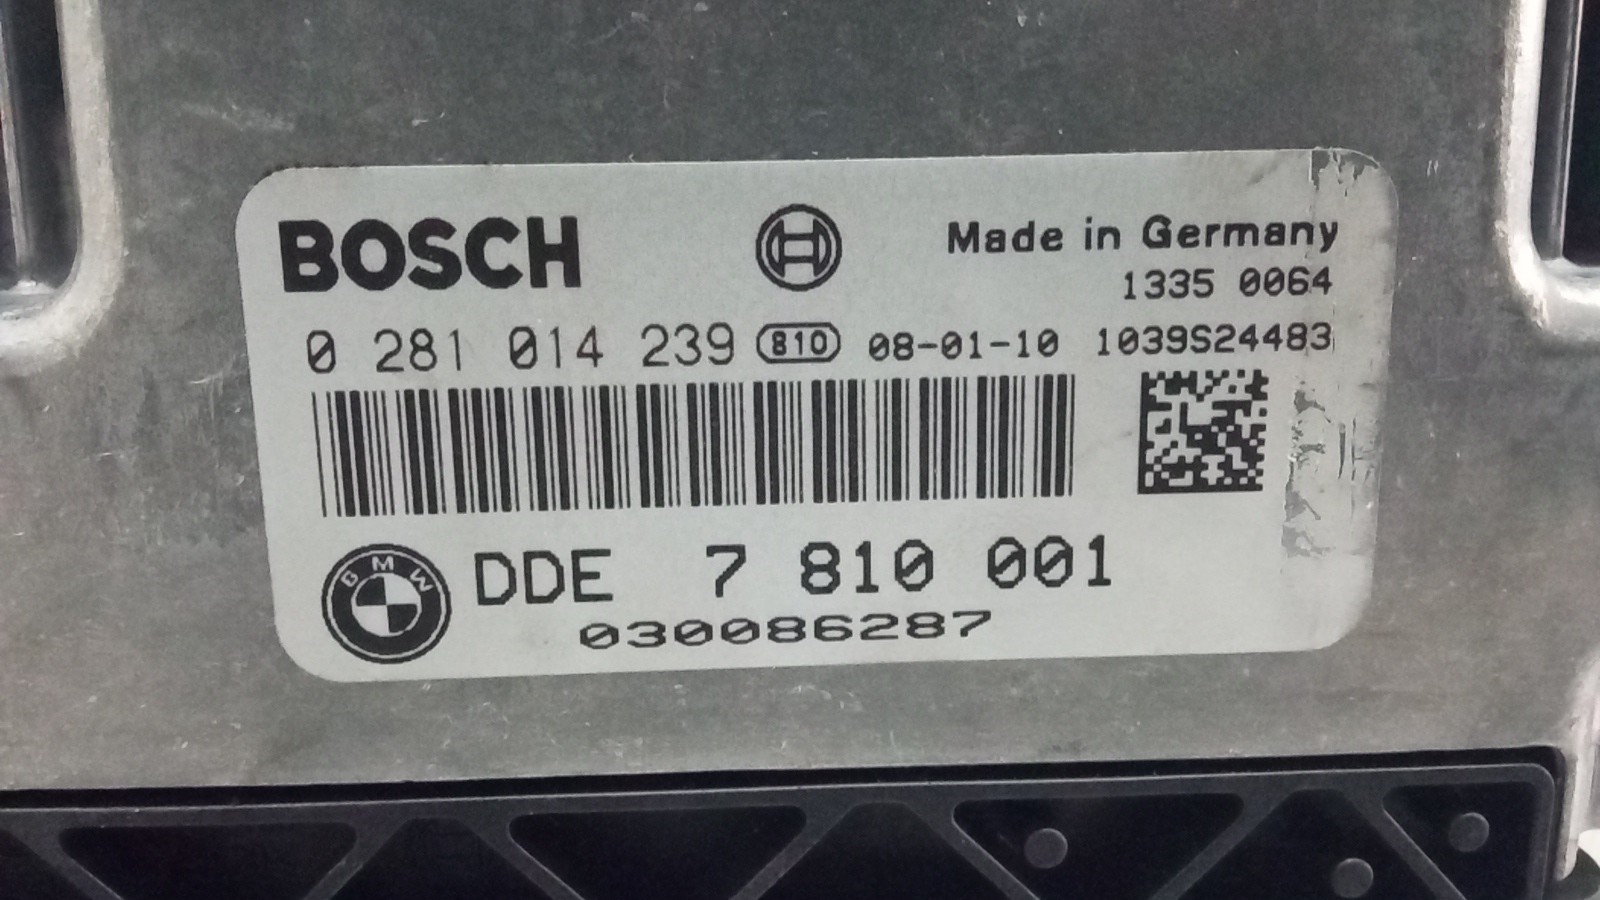 BOSCH
Made in Germany
1335 0064
0 281 014 239 810 08-01-10 1039S24483
BMW
DDE 7 810 001
030086287